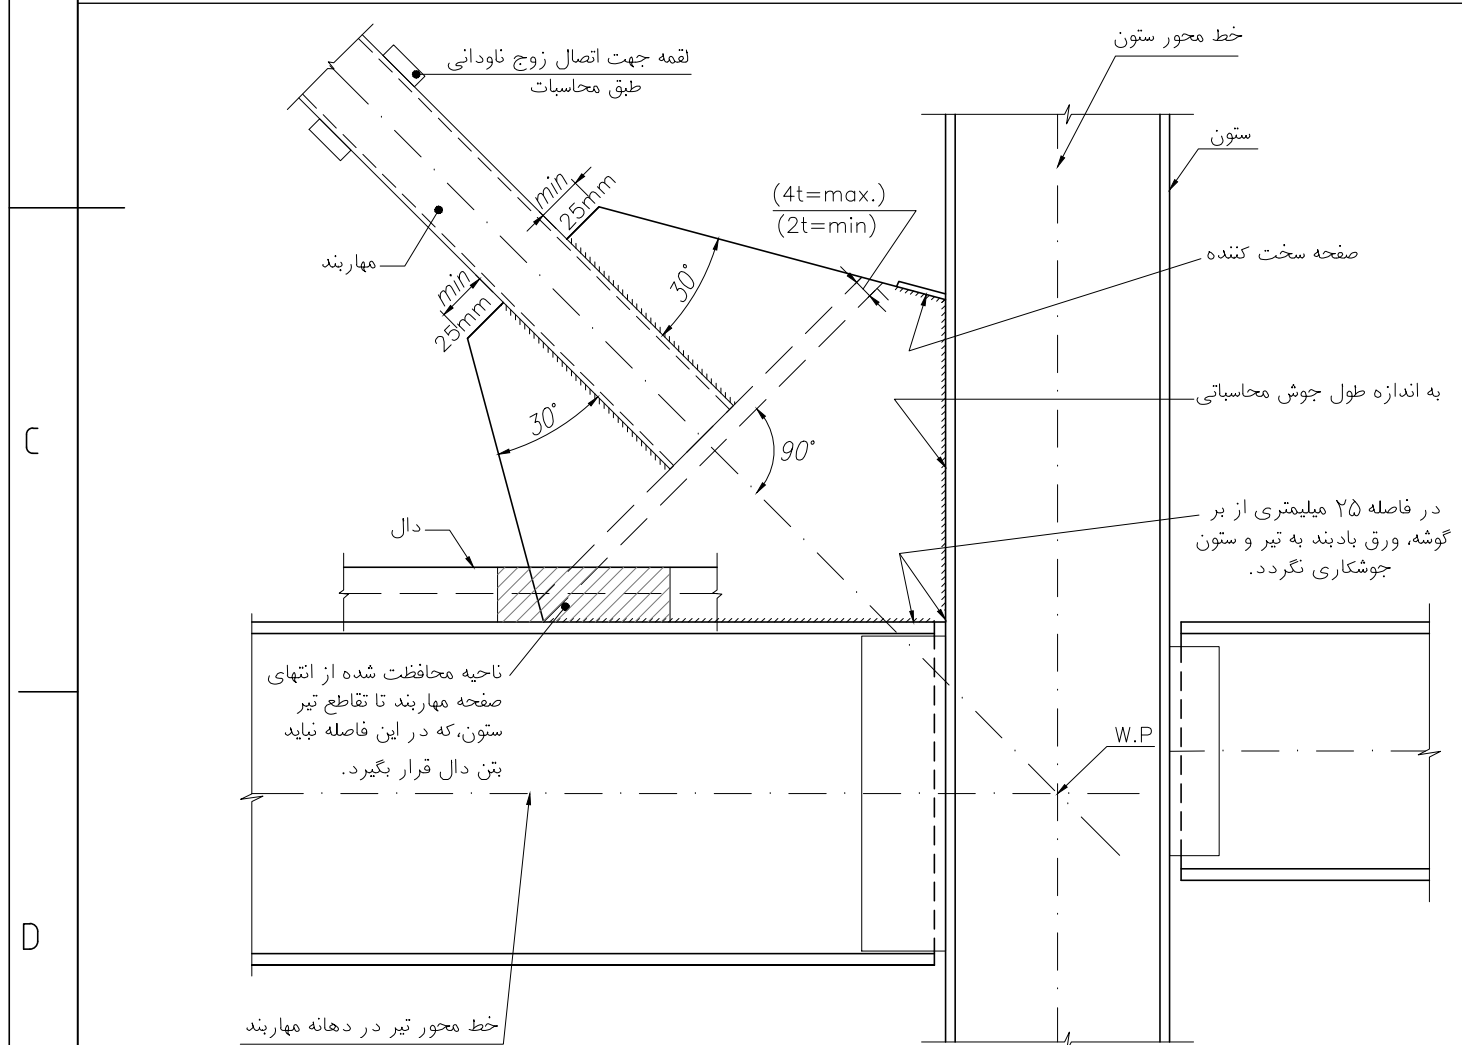 خط محور ستون
لقمه جهت اتصال زوج ناودانی
طبق محاسبات
ستون
min
25mm
(4t=max.)
(2t=min)
صفحه سخت کننده
مهاربند
30°
min
25mm
به اندازه طول جوش محاسباتی
30°
C
90°
در فاصله ۲۵ میلیمتری از بر
گوشه، ورق بادبند به تیر و ستون
جوشکاری نگردد.
دال
ناحیه محافظت شده از انتهای
صفحه مهاربند تا تقاطع تیر
ستون،که در این فاصله نباید
بتن دال قرار بگیرد.
W.P
D
خط محور تیر در دهانه مهاربند